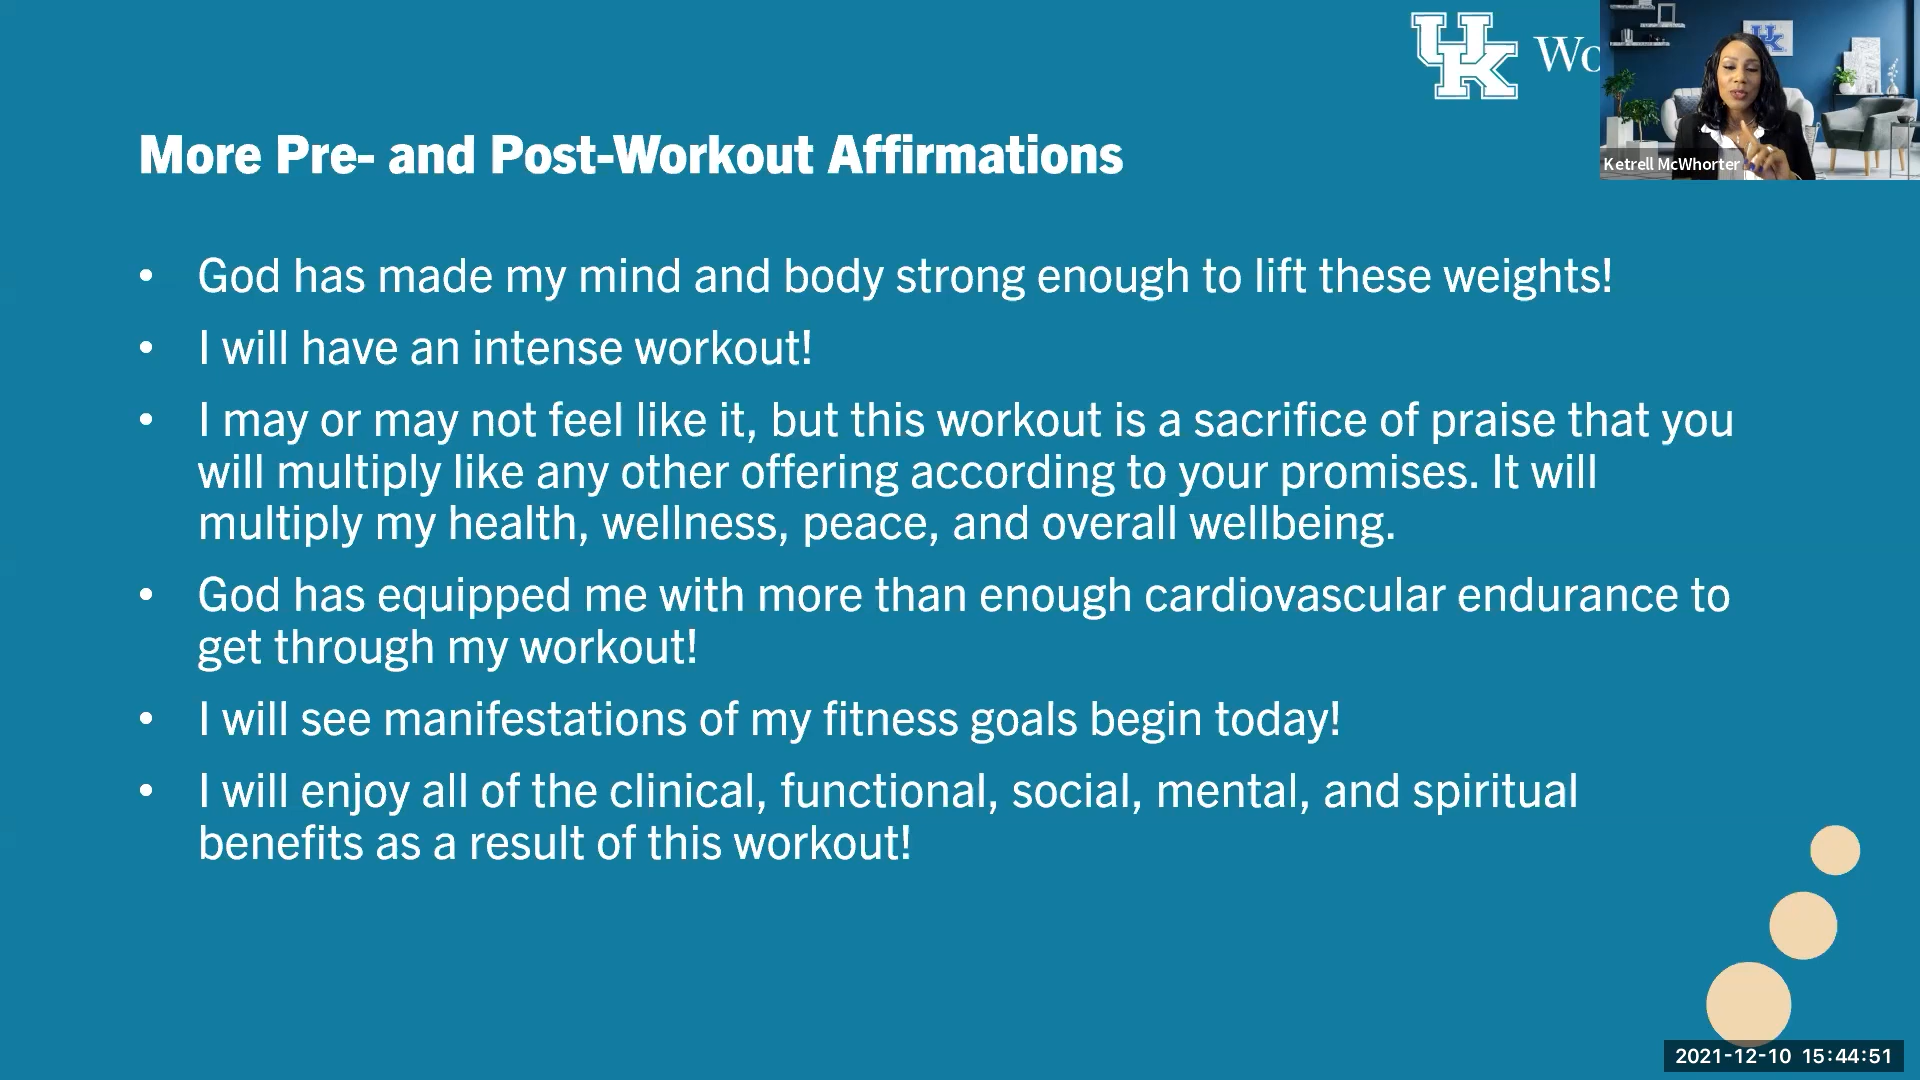 UK
Ketrell McWhorter
More Pre- and Post-Workout Affirmations
• God has made my mind and body strong enough to lift these weights!
• I will have an intense workout!
• I may or may not feel like it, but this workout is a sacrifice of praise that you
will multiply like any other offering according to your promises. It will
multiply my health, wellness, peace, and overall wellbeing.
• God has equipped me with more than enough cardiovascular endurance to
get through my workout!
• I will see manifestations of my fitness goals begin today!
• I will enjoy all of the clinical, functional, social, mental, and spiritual
benefits as a result of this workout!
2021-12-10 15:44:51